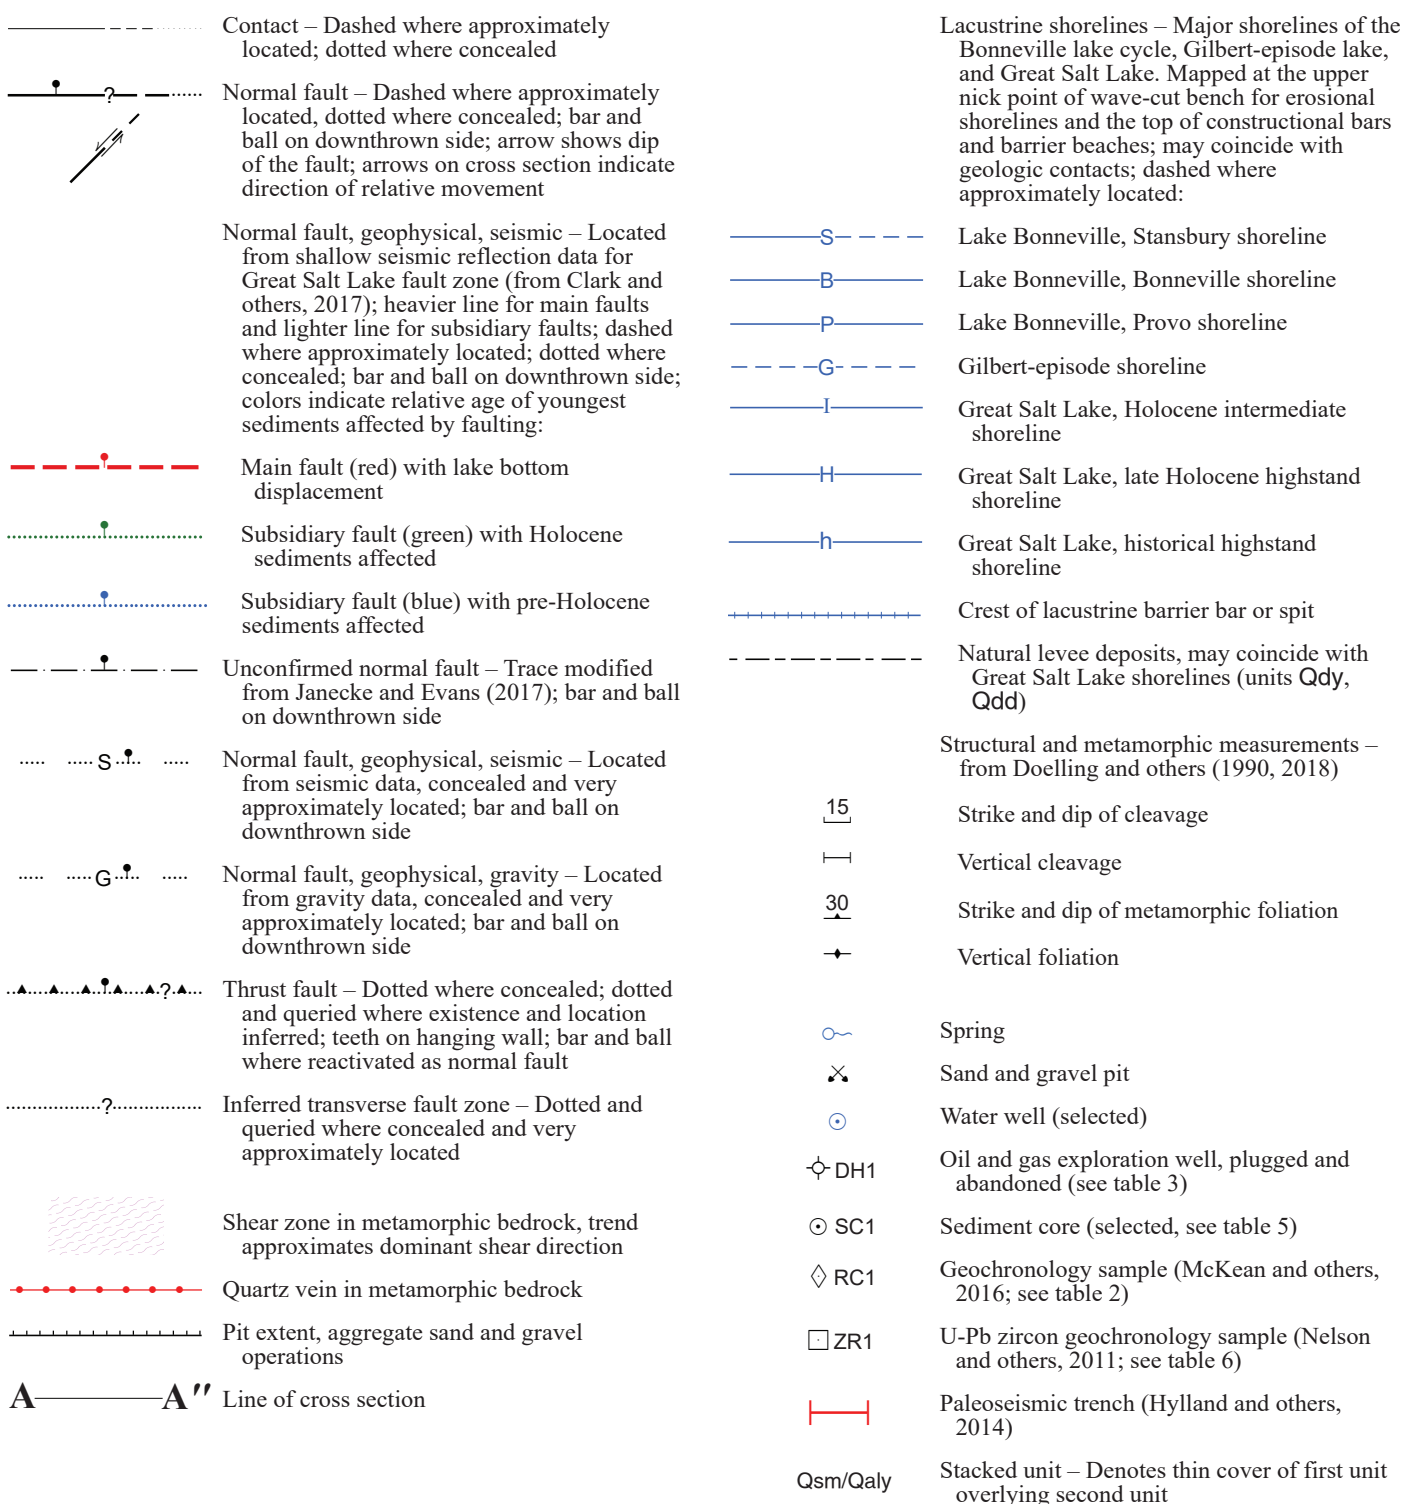 Contact – Dashed where approximately
located; dotted where concealed
?
Normal fault – Dashed where approximately
located, dotted where concealed; bar and
ball on downthrown side; arrow shows dip
of the fault; arrows on cross section indicate
direction of relative movement
Normal fault, geophysical, seismic – Located
from shallow seismic reflection data for
Great Salt Lake fault zone (from Clark and
others, 2017); heavier line for main faults
and lighter line for subsidiary faults; dashed
where approximately located; dotted where
concealed; bar and ball on downthrown side;
colors indicate relative age of youngest
sediments affected by faulting:
Main fault (red) with lake bottom
displacement
Subsidiary fault (green) with Holocene
sediments affected
Subsidiary fault (blue) with pre-Holocene
sediments affected
Unconfirmed normal fault – Trace modified
from Janecke and Evans (2017); bar and ball
on downthrown side
S
Normal fault, geophysical, seismic – Located
from seismic data, concealed and very
approximately located; bar and ball on
downthrown side
G
Normal fault, geophysical, gravity – Located
from gravity data, concealed and very
approximately located; bar and ball on
downthrown side
?
Thrust fault – Dotted where concealed; dotted
and queried where existence and location
inferred; teeth on hanging wall; bar and ball
where reactivated as normal fault
?
Inferred transverse fault zone – Dotted and
queried where concealed and very
approximately located
Shear zone in metamorphic bedrock, trend
approximates dominant shear direction
Quartz vein in metamorphic bedrock
Pit extent, aggregate sand and gravel
operations
A A″ Line of cross section
Lacustrine shorelines – Major shorelines of the
Bonneville lake cycle, Gilbert-episode lake,
and Great Salt Lake. Mapped at the upper
nick point of wave-cut bench for erosional
shorelines and the top of constructional bars
and barrier beaches; may coincide with
geologic contacts; dashed where
approximately located:
S Lake Bonneville, Stansbury shoreline
B Lake Bonneville, Bonneville shoreline
P Lake Bonneville, Provo shoreline
G Gilbert-episode shoreline
I Great Salt Lake, Holocene intermediate
shoreline
H Great Salt Lake, late Holocene highstand
shoreline
h Great Salt Lake, historical highstand
shoreline
Crest of lacustrine barrier bar or spit
Natural levee deposits, may coincide with
Great Salt Lake shorelines (units Qdy,
Qdd)
Structural and metamorphic measurements –
from Doelling and others (1990, 2018)
15 Strike and dip of cleavage
Vertical cleavage
30 Strike and dip of metamorphic foliation
Vertical foliation
Spring
Sand and gravel pit
Water well (selected)
DH1 Oil and gas exploration well, plugged and
abandoned (see table 3)
SC1 Sediment core (selected, see table 5)
RC1 Geochronology sample (McKean and others,
2016; see table 2)
ZR1 U-Pb zircon geochronology sample (Nelson
and others, 2011; see table 6)
Paleoseismic trench (Hylland and others,
2014)
Qsm/Qaly Stacked unit – Denotes thin cover of first unit
overlying second unit